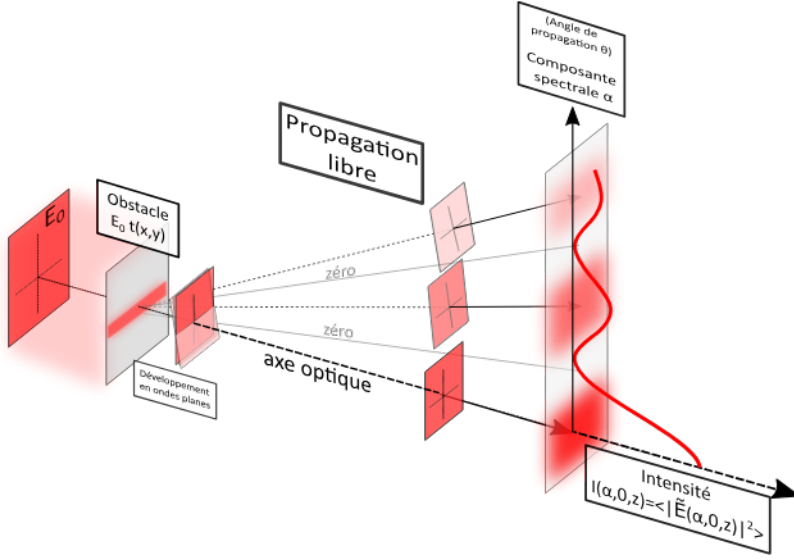 (Angle de
propagation θ)
Composante
spectrale α
Propagation
libre
E₀
Obstacle
E₀ t(x,y)
zéro
zéro
axe optique
Développement
en ondes planes
Intensité
I(α,0,z)=<|Ẽ(α,0,z)|²>